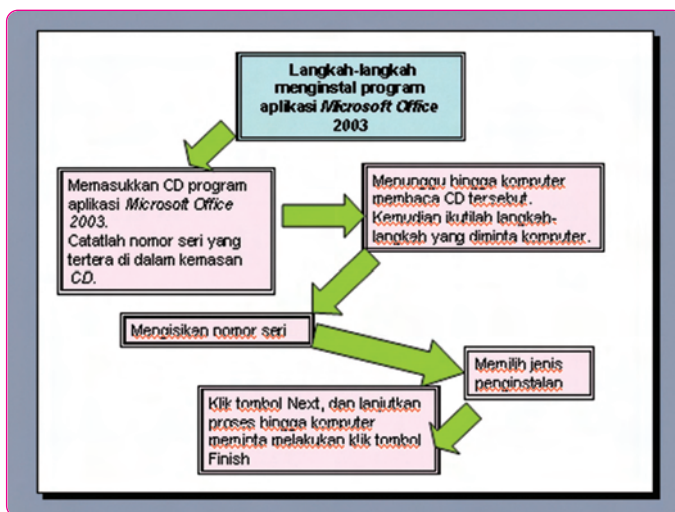 Langkah-langkah
menginstal program
aplikasi Microsoft Office
2003
Memasukkan CD program
aplikasi Microsoft Office
2003.
Catatlah nomor seri yang
tertera di dalam kemasan
CD.
Menunggu hingga komputer
membaca CD tersebut.
Kemudian ikutilah langkah-
langkah yang diminta komputer.
Mengisikan nomor seri
Memilih jenis
penginstalan
Klik tombol Next, dan lanjutkan
proses hingga komputer
meminta melakukan klik tombol
Finish